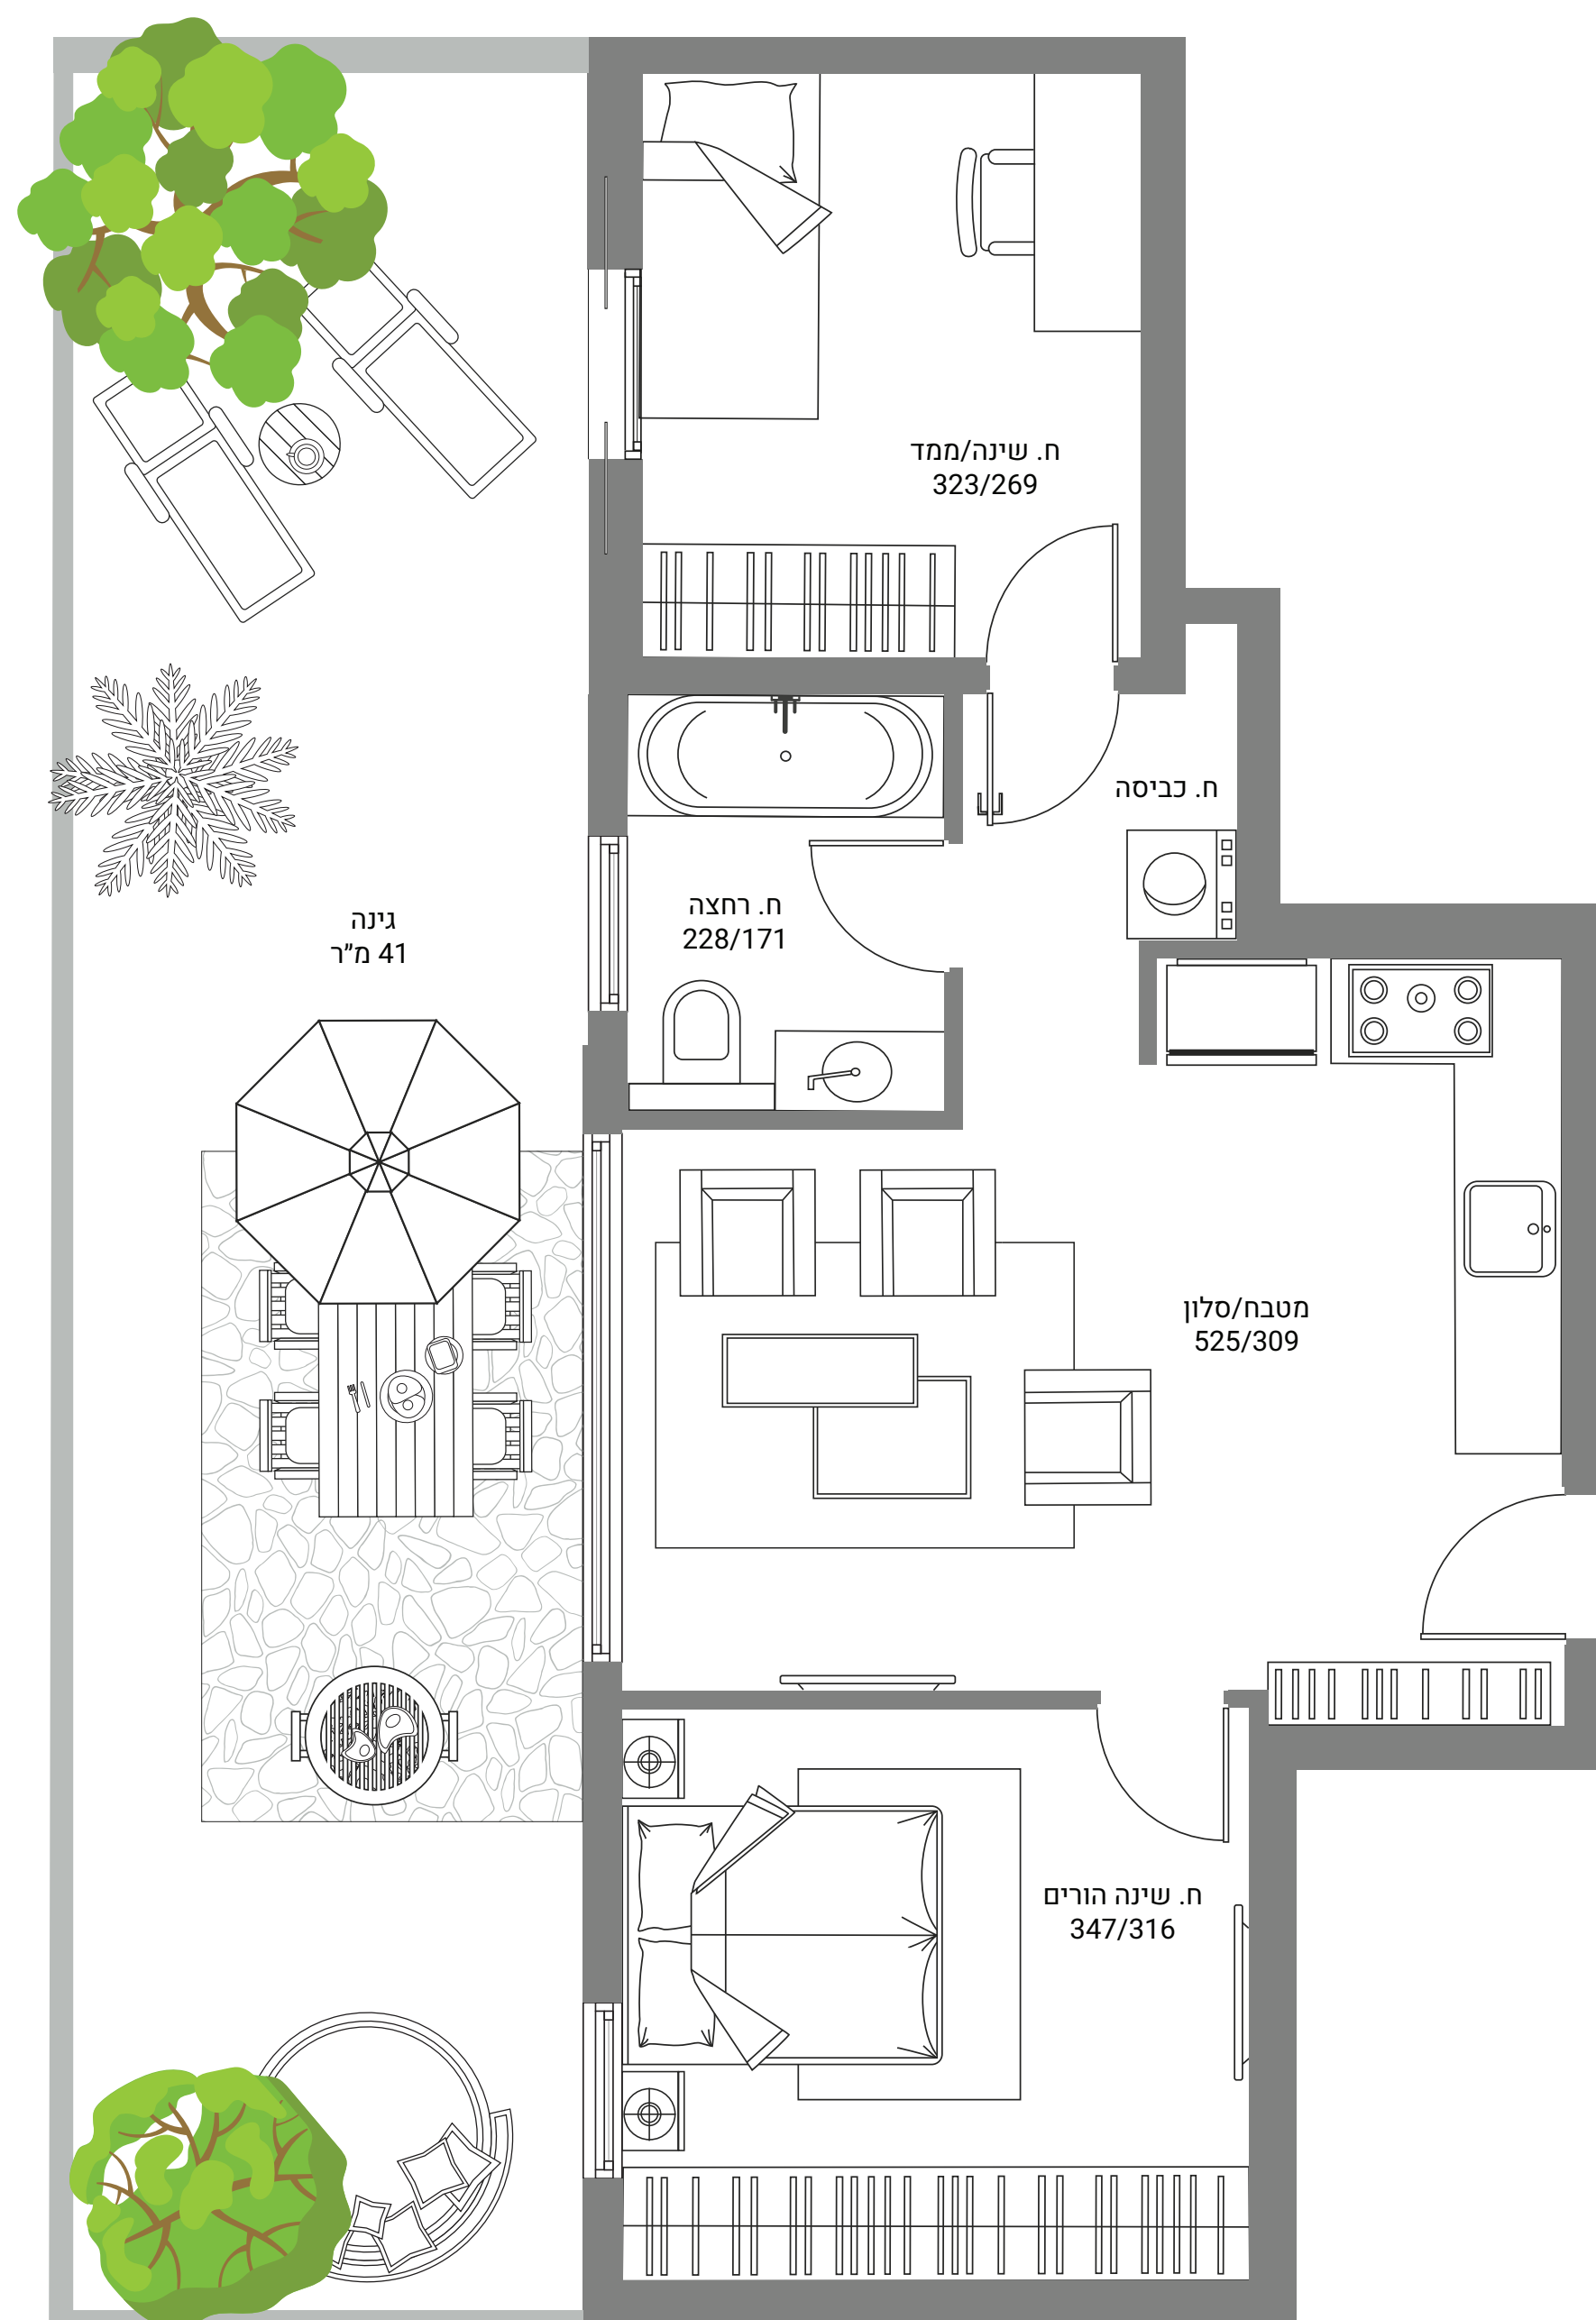 ח. שינה/ממד
323/269
ח. כביסה
ח. רחצה
228/171
גינה
41 מ״ר
מטבח/סלון
525/309
ח. שינה הורים
347/316